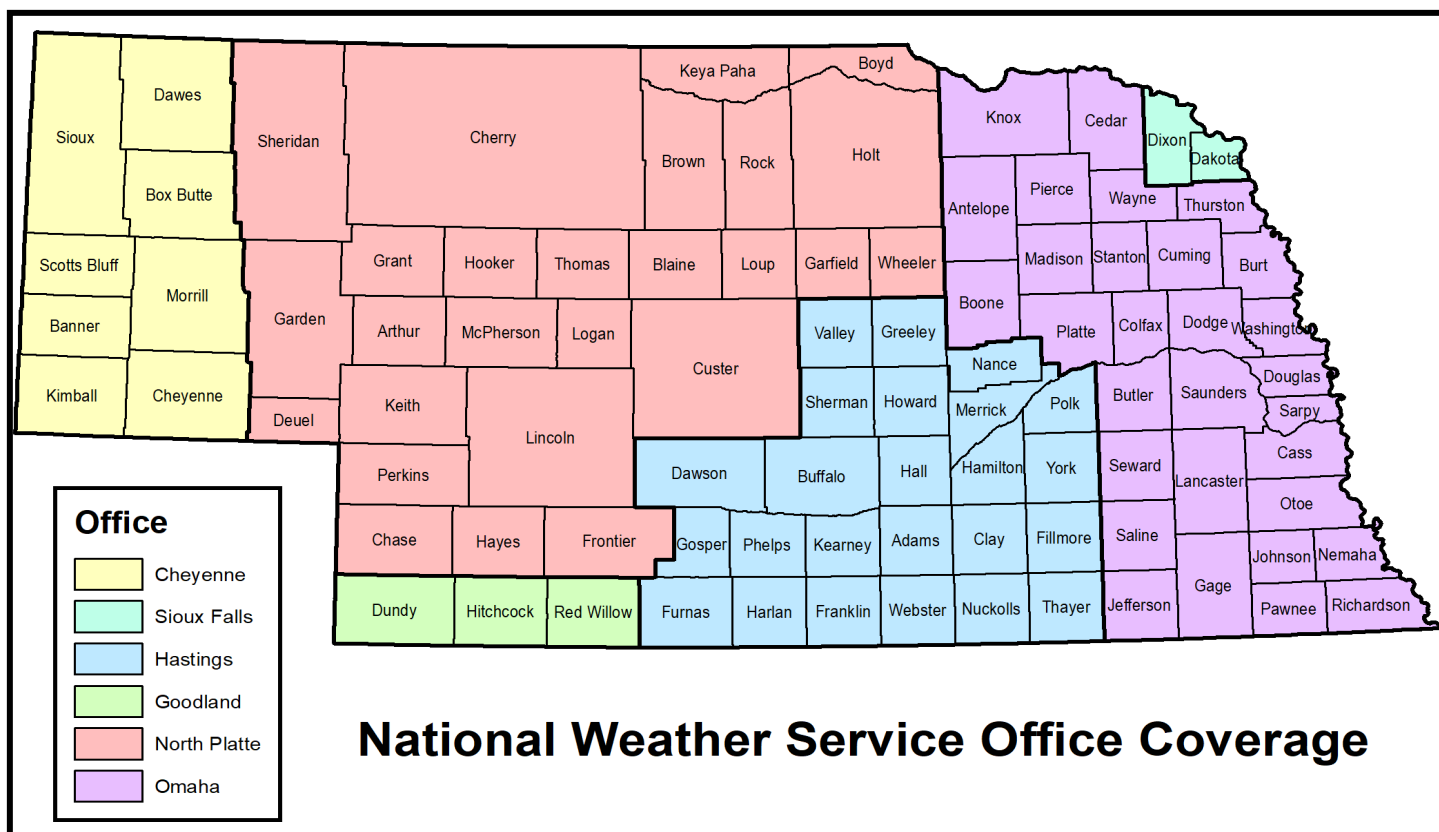 Keya Paha
Boyd
Dawes
Sioux
Sheridan
Cherry
Knox
Cedar
Dixon
Dakota
Brown
Rock
Holt
Box Butte
Antelope
Pierce
Wayne
Thurston
Scotts Bluff
Morrill
Grant
Hooker
Thomas
Blaine
Loup
Garfield
Wheeler
Madison
Stanton
Cuming
Burt
Banner
Garden
Arthur
McPherson
Logan
Custer
Valley
Greeley
Boone
Platte
Colfax
Dodge
Washington
Kimball
Cheyenne
Deuel
Keith
Lincoln
Sherman
Howard
Nance
Merrick
Polk
Butler
Saunders
Douglas
Sarpy
Perkins
Dawson
Buffalo
Hall
Hamilton
York
Seward
Lancaster
Cass
Otoe
Chase
Hayes
Frontier
Gosper
Phelps
Kearney
Adams
Clay
Fillmore
Saline
Gage
Johnson
Nemaha
Dundy
Hitchcock
Red Willow
Furnas
Harlan
Franklin
Webster
Nuckolls
Thayer
Jefferson
Pawnee
Richardson
Office
Cheyenne
Sioux Falls
Hastings
Goodland
North Platte
Omaha
National Weather Service Office Coverage